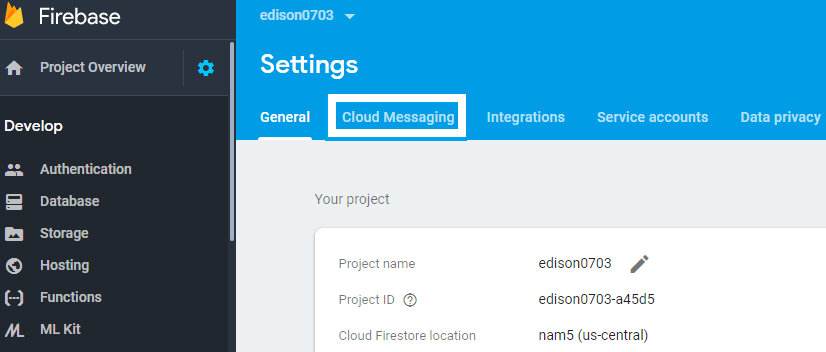 Firebase
Project Overview
Develop
Authentication
Database
Storage
Hosting
Functions
ML Kit
edison0703
Settings
General Cloud Messaging Integrations Service accounts Data privacy
Your project
Project name edison0703
Project ID edison0703-a45d5
Cloud Firestore location nam5 (us-central)